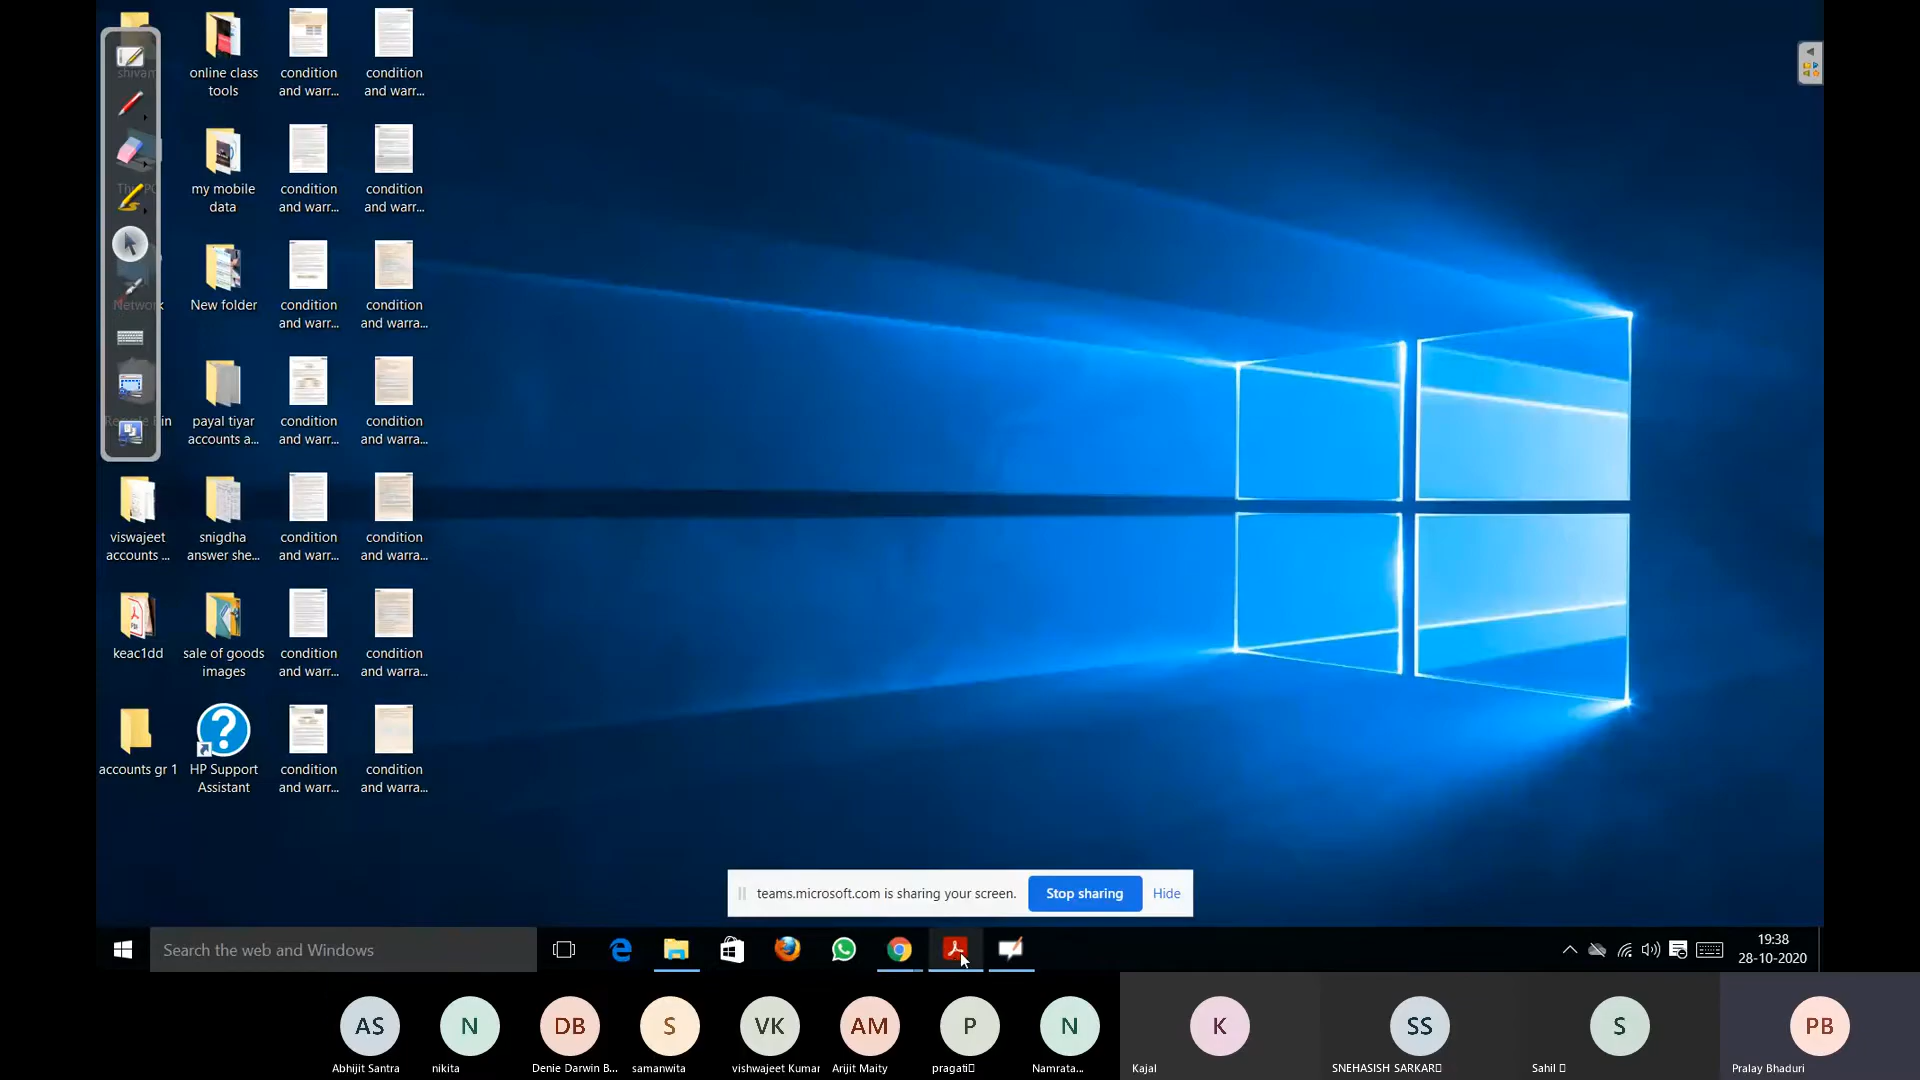 shivam
online class
tools
condition
and warr...
condition
and warr...
my mobile
data
condition
and warr...
condition
and warr...
Network
New folder
condition
and warr...
condition
and warra...
payal tiyar
accounts a...
condition
and warr...
condition
and warra...
viswajeet
accounts ...
snigdha
answer she...
condition
and warr...
condition
and warra...
keac1dd
sale of goods
images
condition
and warr...
condition
and warra...
accounts gr 1
HP Support
Assistant
condition
and warr...
condition
and warra...
teams.microsoft.com is sharing your screen.
Stop sharing
Hide
Search the web and Windows
19:38
28-10-2020
AS
N
DB
S
VK
AM
P
N
K
SS
S
PB
Abhijit Santra
nikita
Denie Darwin B...
samanwita
vishwajeet Kumar
Arijit Maity
pragati
Namrata...
Kajal
SNEHASISH SARKAR
Sahil
Pralay Bhaduri